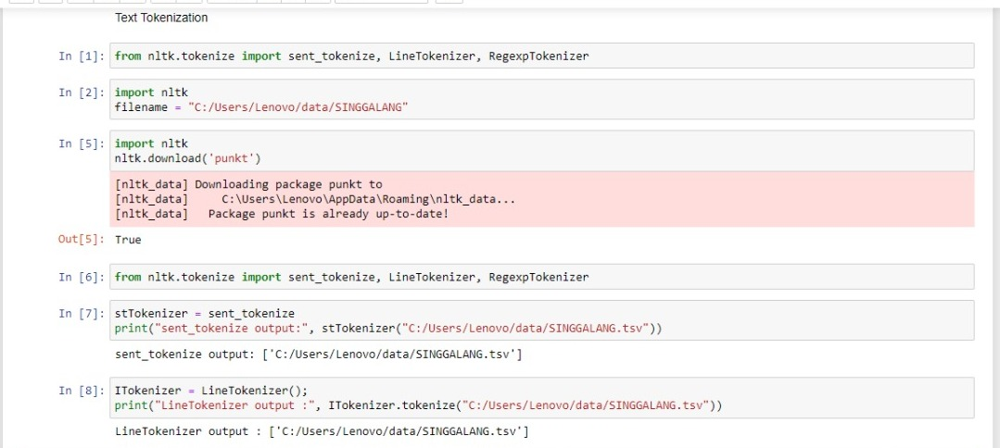 Text Tokenization
In [1]: from nltk.tokenize import sent_tokenize, LineTokenizer, RegexpTokenizer
In [2]: import nltk
filename = "C:/Users/Lenovo/data/SINGGALANG"
In [5]: import nltk
nltk.download('punkt')
[nltk_data] Downloading package punkt to
[nltk_data]     C:\Users\Lenovo\AppData\Roaming\nltk_data...
[nltk_data]   Package punkt is already up-to-date!
Out[5]: True
In [6]: from nltk.tokenize import sent_tokenize, LineTokenizer, RegexpTokenizer
In [7]: stTokenizer = sent_tokenize
print("sent_tokenize output:", stTokenizer("C:/Users/Lenovo/data/SINGGALANG.tsv"))
sent_tokenize output: ['C:/Users/Lenovo/data/SINGGALANG.tsv']
In [8]: ITokenizer = LineTokenizer();
print("LineTokenizer output :", ITokenizer.tokenize("C:/Users/Lenovo/data/SINGGALANG.tsv"))
LineTokenizer output : ['C:/Users/Lenovo/data/SINGGALANG.tsv']